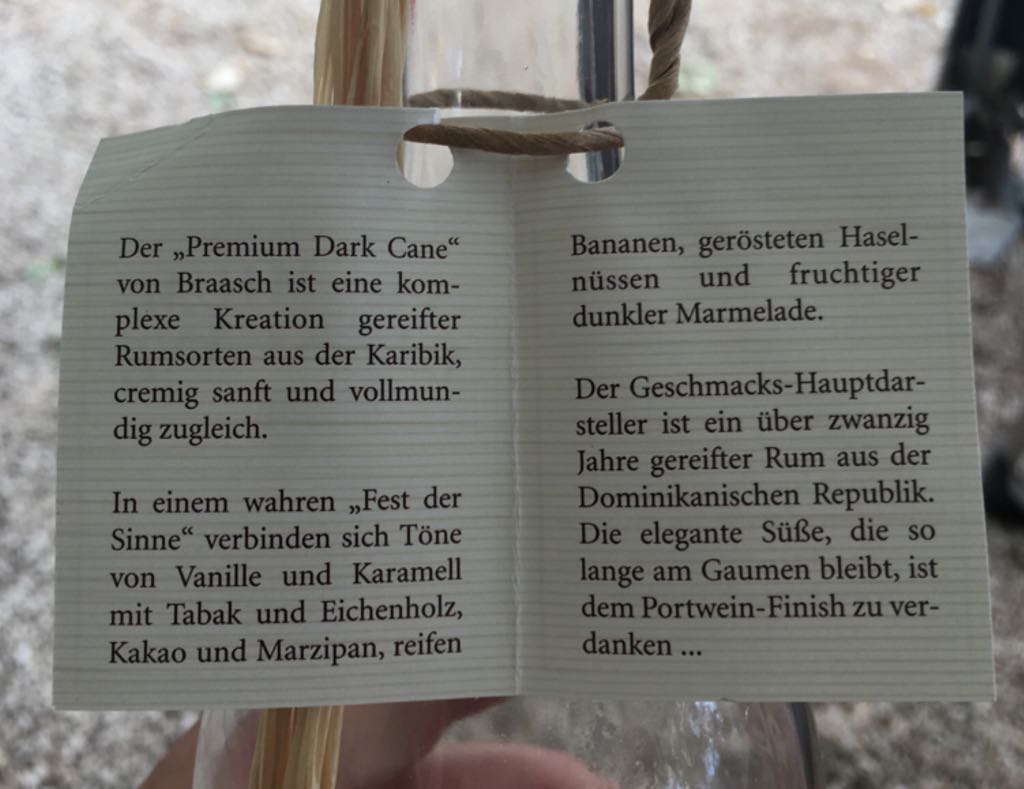 Der „Premium Dark Cane“
von Braasch ist eine kom-
plexe Kreation gereifter
Rumsorten aus der Karibik,
cremig sanft und vollmun-
dig zugleich.
In einem wahren „Fest der
Sinne“ verbinden sich Töne
von Vanille und Karamell
mit Tabak und Eichenholz,
Kakao und Marzipan, reifen
Bananen, gerösteten Hasel-
nüssen und fruchtiger
dunkler Marmelade.
Der Geschmacks-Hauptdar-
steller ist ein über zwanzig
Jahre gereifter Rum aus der
Dominikanischen Republik.
Die elegante Süße, die so
lange am Gaumen bleibt, ist
dem Portwein-Finish zu ver-
danken ...